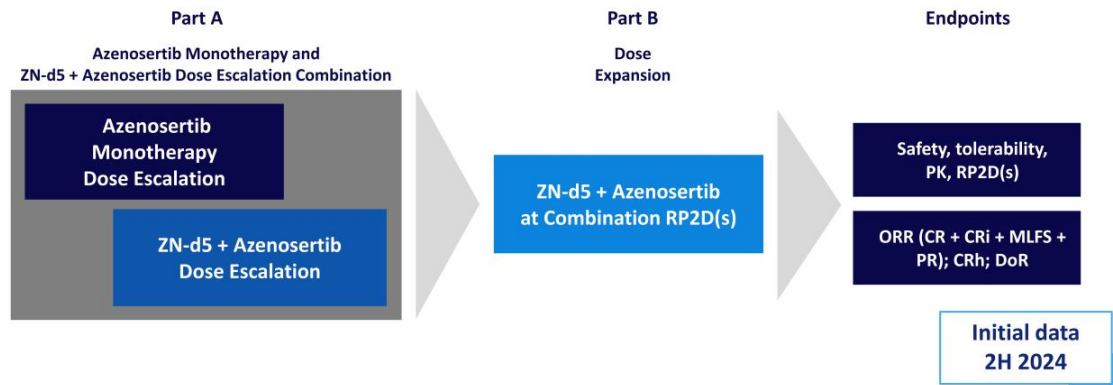 Part A
Azenosertib Monotherapy and
ZN-d5 + Azenosertib Dose Escalation Combination
Azenosertib
Monotherapy
Dose Escalation
ZN-d5 + Azenosertib
Dose Escalation
Part B
Dose
Expansion
ZN-d5 + Azenosertib
at Combination RP2D(s)
Endpoints
Safety, tolerability,
PK, RP2D(s)
ORR (CR + CRi + MLFS +
PR); CRh; DoR
Initial data
2H 2024